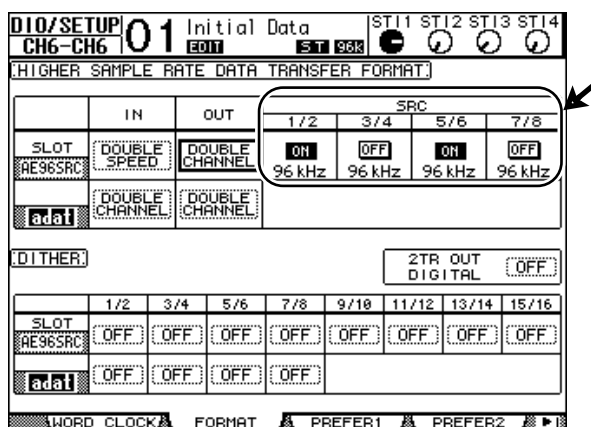 DIO/SETUP 01 Initial Data STI1 STI2 STI3 STI4
CH6-CH6 EDIT ST 96k
HIGHER SAMPLE RATE DATA TRANSFER FORMAT
IN OUT SRC
1/2 3/4 5/6 7/8
SLOT DOUBLE DOUBLE ON OFF ON OFF
AE96SRC SPEED CHANNEL 96 kHz 96 kHz 96 kHz 96 kHz
DOUBLE DOUBLE
adat CHANNEL CHANNEL
DITHER 2TR OUT OFF
DIGITAL
1/2 3/4 5/6 7/8 9/10 11/12 13/14 15/16
SLOT OFF OFF OFF OFF OFF OFF OFF OFF
AE96SRC
adat OFF OFF OFF OFF
WORD CLOCK FORMAT PREFER1 PREFER2